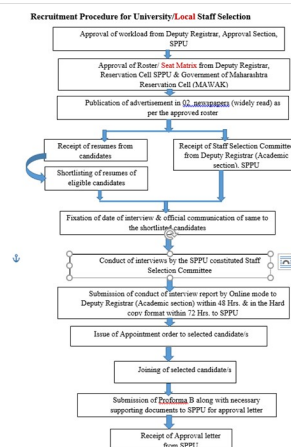 Recruitment Procedure for University/Local Staff Selection
Approval of workload from Deputy Registrar, Approval Section,
SPPU
Approval of Roster/ Seat Matrix from Deputy Registrar,
Reservation Cell SPPU & Government of Maharashtra
Reservation Cell (MAWAK)
Publication of advertisement in 02 newspapers (widely read) as
per the approved roster
Receipt of resumes from
candidates
Shortlisting of resumes of
eligible candidates
Receipt of Staff Selection Committee
from Deputy Registrar (Academic
section), SPPU
Fixation of date of interview & official communication of same to
the shortlisted candidates
Conduct of interviews by the SPPU constituted Staff
Selection Committee
Submission of conduct of interview report by Online mode to
Deputy Registrar (Academic section) within 48 Hrs. & in the Hard
copy format within 72 Hrs. to SPPU
Issue of Appointment order to selected candidate/s
Joining of selected candidate/s
Submission of Proforma B along with necessary
supporting documents to SPPU for approval letter
Receipt of Approval letter
from SPPU